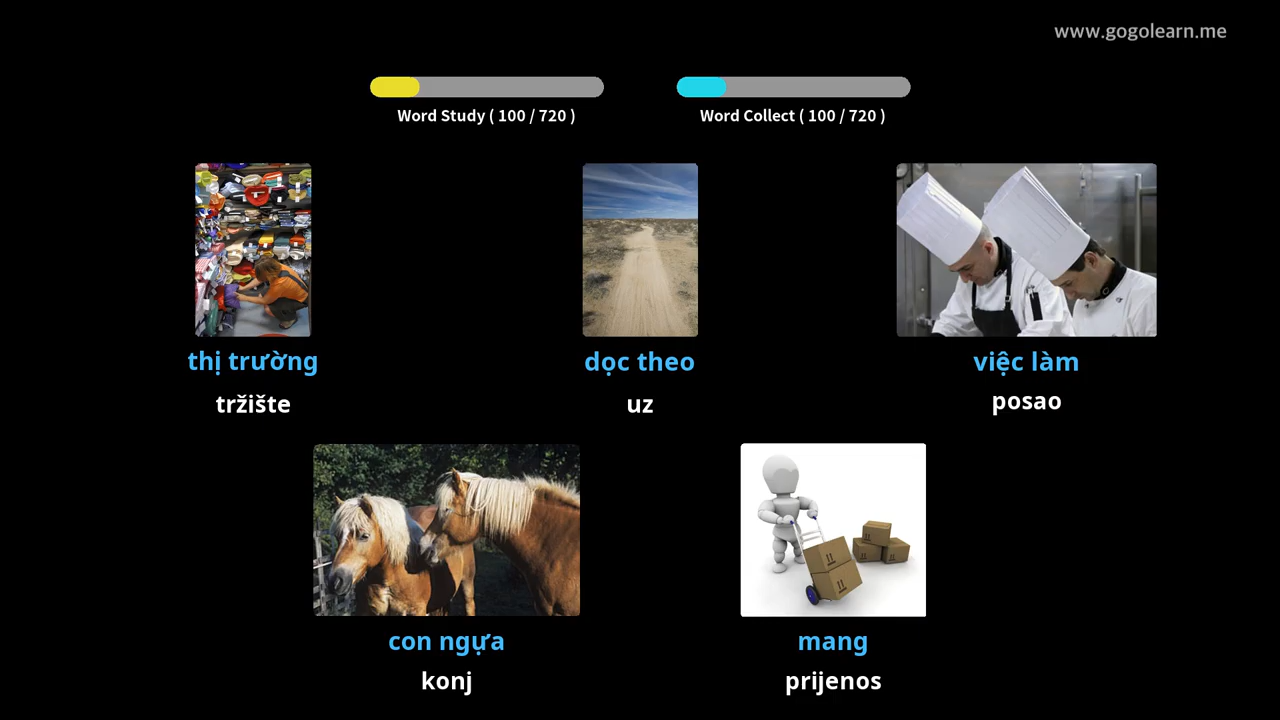 www.gogolearn.me
Word Study ( 100 / 720 )
Word Collect ( 100 / 720 )
thị trường
tržište
dọc theo
uz
việc làm
posao
con ngựa
konj
mang
prijenos